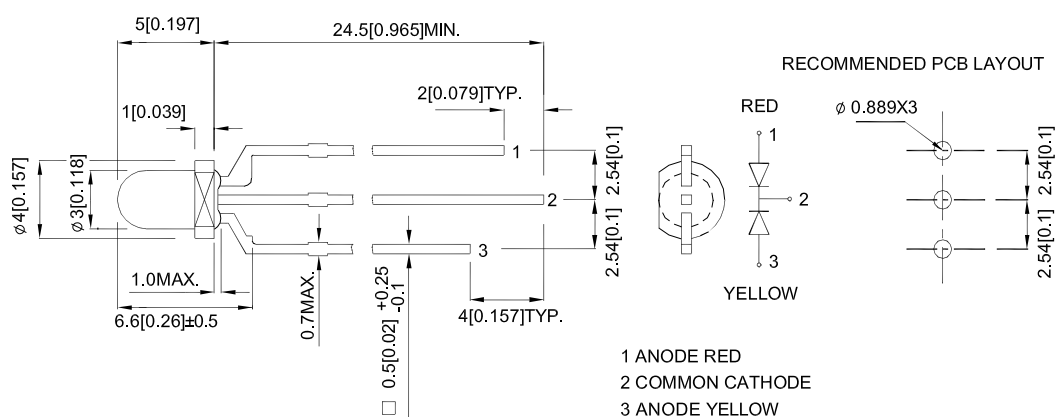 5[0.197]
24.5[0.965]MIN.
RECOMMENDED PCB LAYOUT
2[0.079]TYP.
1[0.039]
RED
ø 0.889X3
1
1
ø4[0.157]
ø3[0.118]
2.54[0.1]
2.54[0.1]
2
2
2.54[0.1]
2.54[0.1]
3
3
1.0MAX.
6.6[0.26]±0.5
0.7MAX.
□ 0.5[0.02] +0.25
-0.1
4[0.157]TYP.
YELLOW
1 ANODE RED
2 COMMON CATHODE
3 ANODE YELLOW